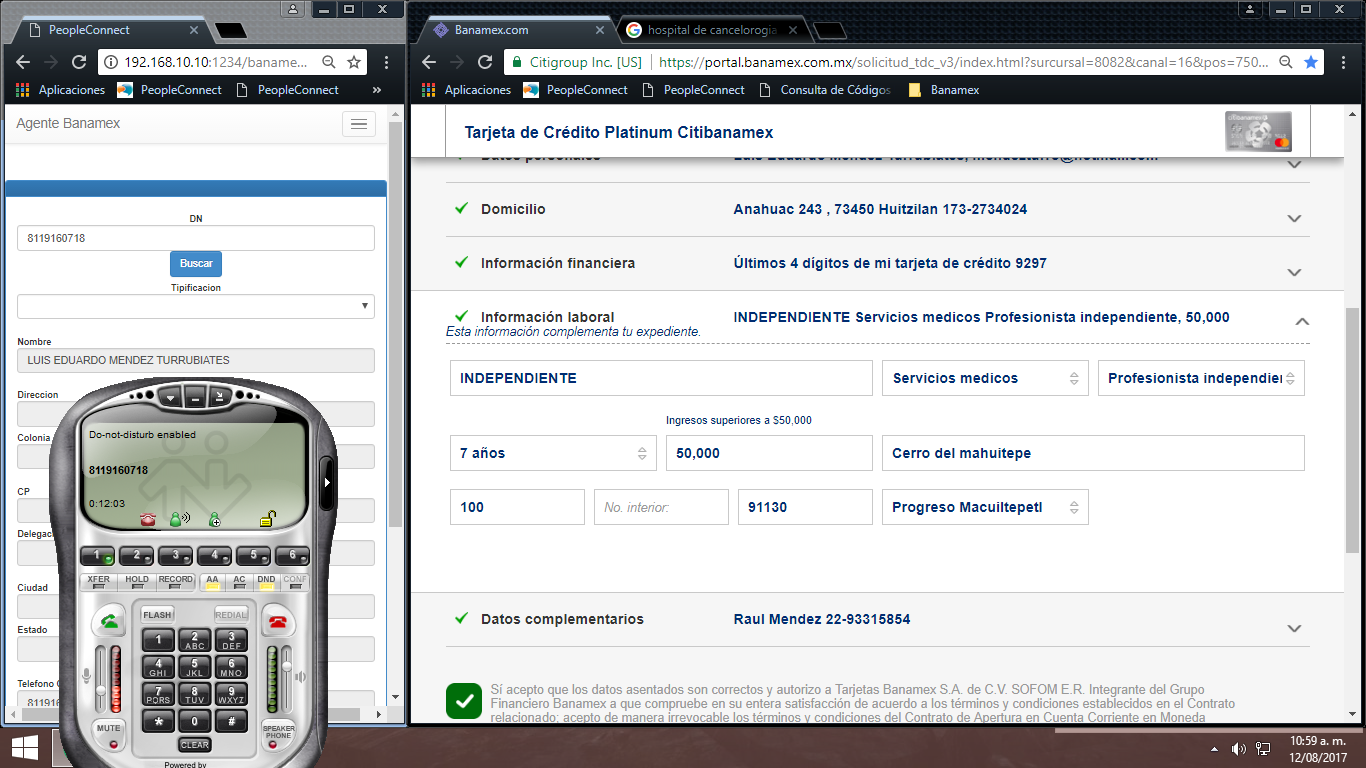 PeopleConnect
192.168.10.10:1234/baname...
Aplicaciones PeopleConnect PeopleConnect »
Agente Banamex
DN
8119160718
Buscar
Tipificacion
Nombre
LUIS EDUARDO MENDEZ TURRUBIATES
Direccion
Colonia
CP
Delegac
Ciudad
Estado
Telefono
81191
Do-not-disturb enabled
8119160718
0:12:03
1 2 3 4 5 6
XFER HOLD RECORD AA AC DND CONF
FLASH REDIAL
1 2 ABC 3 DEF
4 GHI 5 JKL 6 MNO
7 PQRS 8 TUV 9 WXYZ
* 0 #
MUTE CLEAR SPEAKER PHONE
Powered by
Banamex.com hospital de cancelorogia
Citigroup Inc. [US] https://portal.banamex.com.mx/solicitud_tdc_v3/index.html?surcursal=8082&canal=16&pos=750...
Aplicaciones PeopleConnect PeopleConnect Consulta de Códigos Banamex
Tarjeta de Crédito Platinum Citibanamex
Datos personales
Domicilio Anahuac 243 , 73450 Huitzilan 173-2734024
Información financiera Últimos 4 dígitos de mi tarjeta de crédito 9297
Información laboral INDEPENDIENTE Servicios medicos Profesionista independiente, 50,000
Esta información complementa tu expediente.
INDEPENDIENTE Servicios medicos Profesionista independien
Ingresos superiores a $50,000
7 años 50,000 Cerro del mahuitepe
100 No. interior: 91130 Progreso Macuiltepetl
Datos complementarios Raul Mendez 22-93315854
Sí acepto que los datos asentados son correctos y autorizo a Tarjetas Banamex S.A. de C.V. SOFOM E.R. Integrante del Grupo
Financiero Banamex a que compruebe en su entera satisfacción de acuerdo a los términos y condiciones establecidos en el Contrato
relacionado; acepto de manera irrevocable los términos y condiciones del Contrato de Apertura en Cuenta Corriente en Moneda
10:59 a. m.
12/08/2017